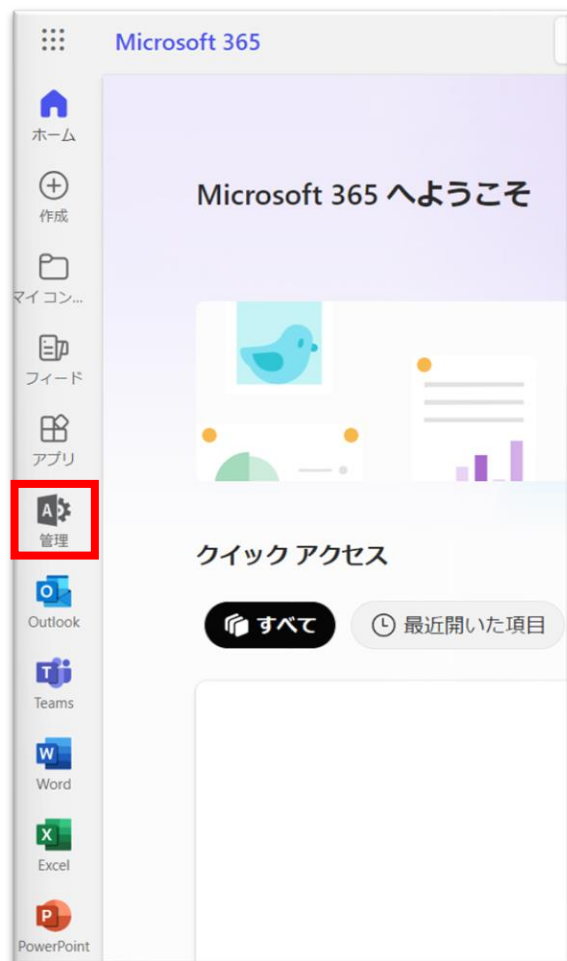 Microsoft 365
ホーム
作成
マイコン...
フィード
アプリ
管理
Outlook
Teams
Word
Excel
PowerPoint
Microsoft 365 へようこそ
クイック アクセス
すべて
最近開いた項目